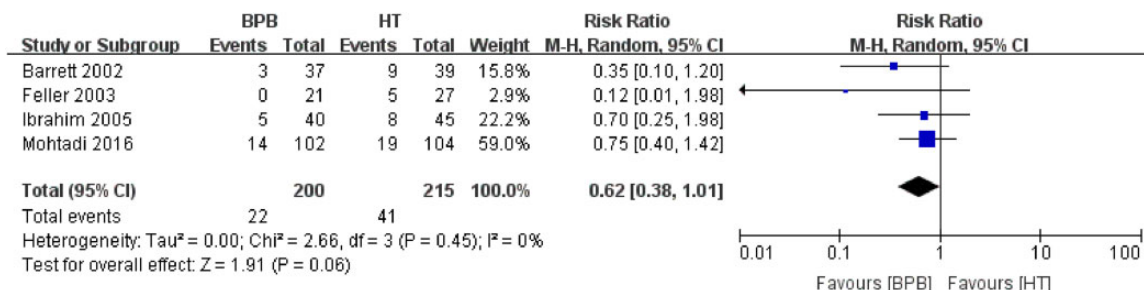 BPB HT Risk Ratio Risk Ratio
Study or Subgroup Events Total Events Total Weight M-H, Random, 95% CI M-H, Random, 95% CI
Barrett 2002 3 37 9 39 15.8% 0.35 [0.10, 1.20]
Feller 2003 0 21 5 27 2.9% 0.12 [0.01, 1.98]
Ibrahim 2005 5 40 8 45 22.2% 0.70 [0.25, 1.98]
Mohtadi 2016 14 102 19 104 59.0% 0.75 [0.40, 1.42]
Total (95% CI) 200 215 100.0% 0.62 [0.38, 1.01]
Total events 22 41
Heterogeneity: Tau² = 0.00; Chi² = 2.66, df = 3 (P = 0.45); I² = 0%
Test for overall effect: Z = 1.91 (P = 0.06)
0.01 0.1 1 10 100
Favours [BPB] Favours [HT]